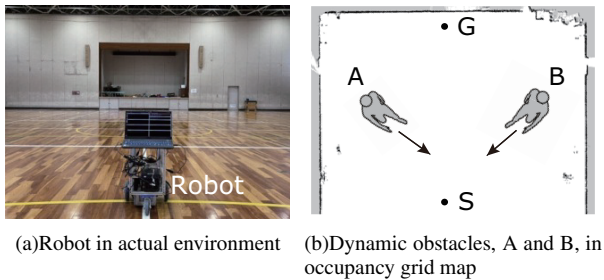 Robot
G
A
B
S
(a)Robot in actual environment
(b)Dynamic obstacles, A and B, in
occupancy grid map